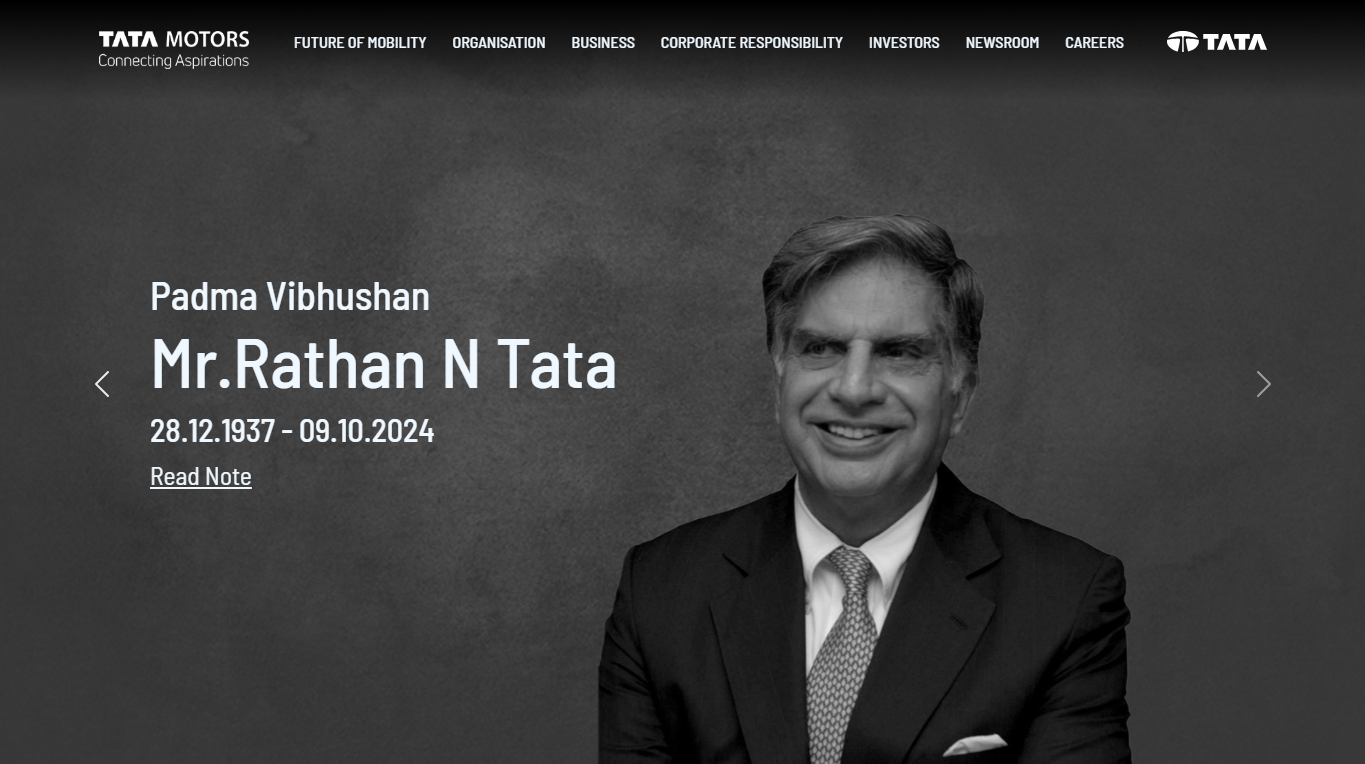 TATA MOTORS
Connecting Aspirations
FUTURE OF MOBILITY
ORGANISATION
BUSINESS
CORPORATE RESPONSIBILITY
INVESTORS
NEWSROOM
CAREERS
TATA
Padma Vibhushan
Mr.Rathan N Tata
28.12.1937 - 09.10.2024
Read Note